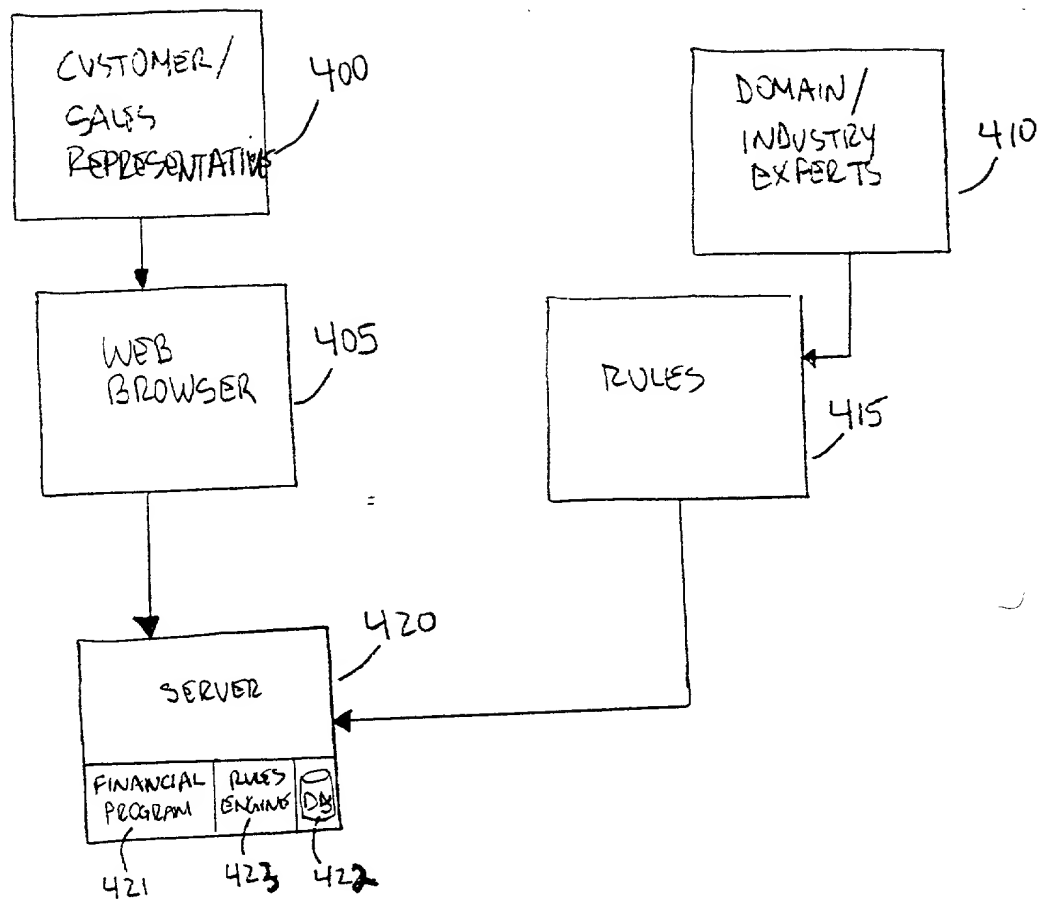 CUSTOMER/
SALES
REPRESENTATIVE
400
DOMAIN/
INDUSTRY
EXPERTS
410
WEB
BROWSER
405
RULES
415
420
SERVER
FINANCIAL
PROGRAM
RULES
ENGINE
DB
421
423
422